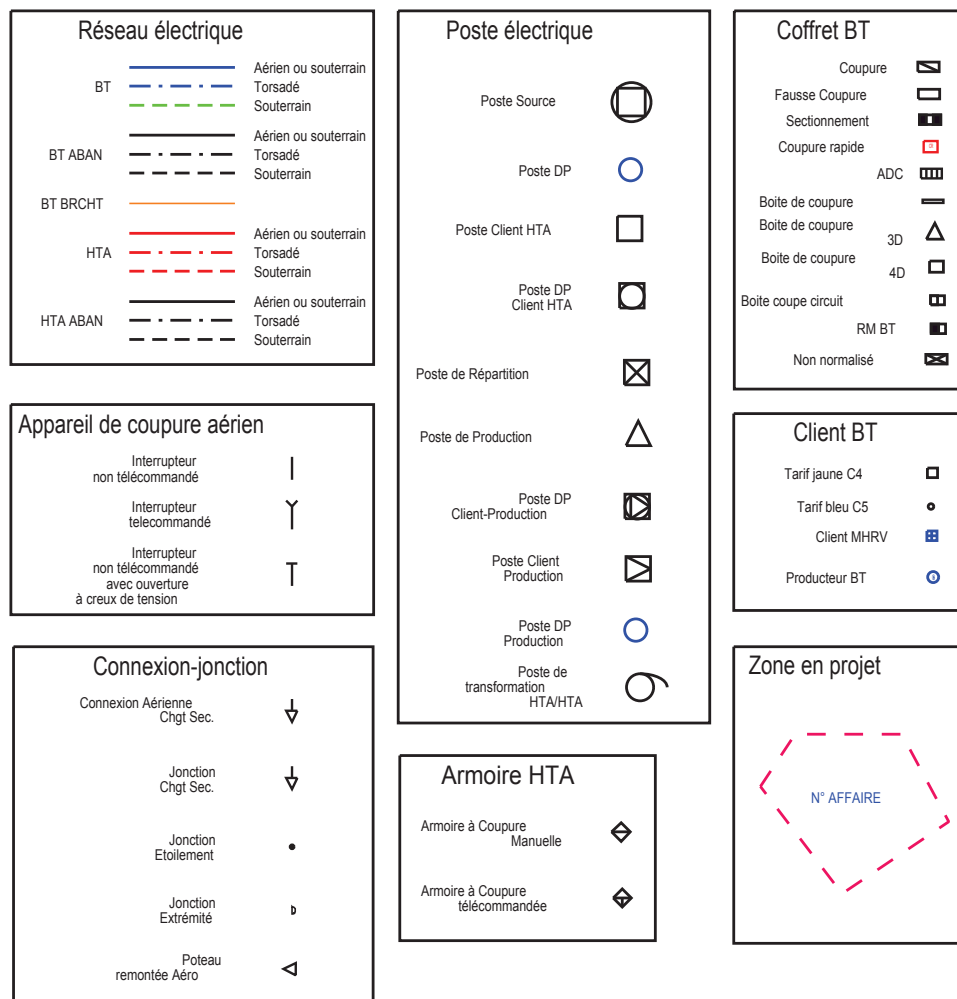 Réseau électrique
Aérien ou souterrain
BT
Torsadé
Souterrain
Aérien ou souterrain
BT ABAN
Torsadé
Souterrain
BT BRCHT
Aérien ou souterrain
HTA
Torsadé
Souterrain
Aérien ou souterrain
HTA ABAN
Torsadé
Souterrain
Appareil de coupure aérien
Interrupteur
non télécommandé
Interrupteur
telecommandé
Interrupteur
non télécommandé
avec ouverture
à creux de tension
Connexion-jonction
Connexion Aérienne
Chgt Sec.
Jonction
Chgt Sec.
Jonction
Etoilement
Jonction
Extrémité
Poteau
remontée Aéro
Poste électrique
Poste Source
Poste DP
Poste Client HTA
Poste DP
Client HTA
Poste de Répartition
Poste de Production
Poste DP
Client-Production
Poste Client
Production
Poste DP
Production
Poste de
transformation
HTA/HTA
Armoire HTA
Armoire à Coupure
Manuelle
Armoire à Coupure
télécommandée
Coffret BT
Coupure
Fausse Coupure
Sectionnement
Coupure rapide
ADC
Boite de coupure
Boite de coupure
3D
Boite de coupure
4D
Boite coupe circuit
RM BT
Non normalisé
Client BT
Tarif jaune C4
Tarif bleu C5
Client MHRV
Producteur BT
Zone en projet
N° AFFAIRE